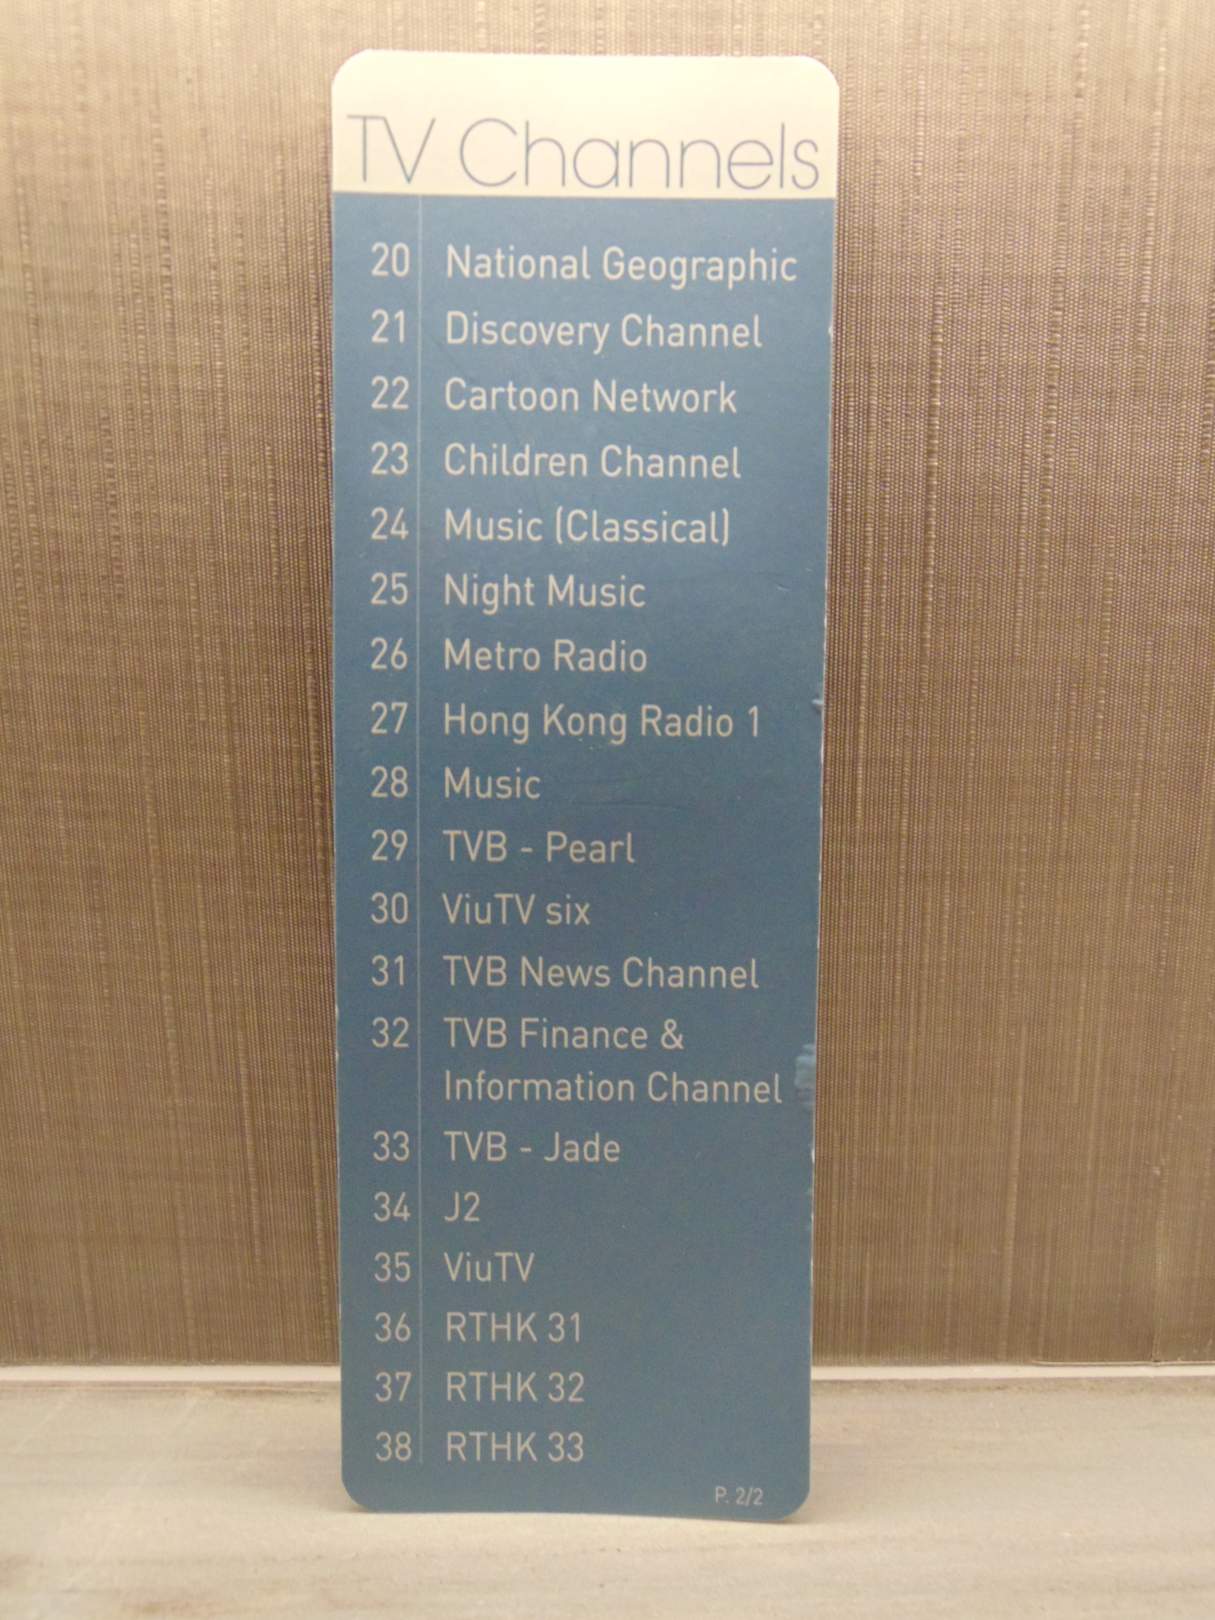 TV Channels
20 National Geographic
21 Discovery Channel
22 Cartoon Network
23 Children Channel
24 Music (Classical)
25 Night Music
26 Metro Radio
27 Hong Kong Radio 1
28 Music
29 TVB - Pearl
30 ViuTV six
31 TVB News Channel
32 TVB Finance &
Information Channel
33 TVB - Jade
34 J2
35 ViuTV
36 RTHK 31
37 RTHK 32
38 RTHK 33
P. 2/2